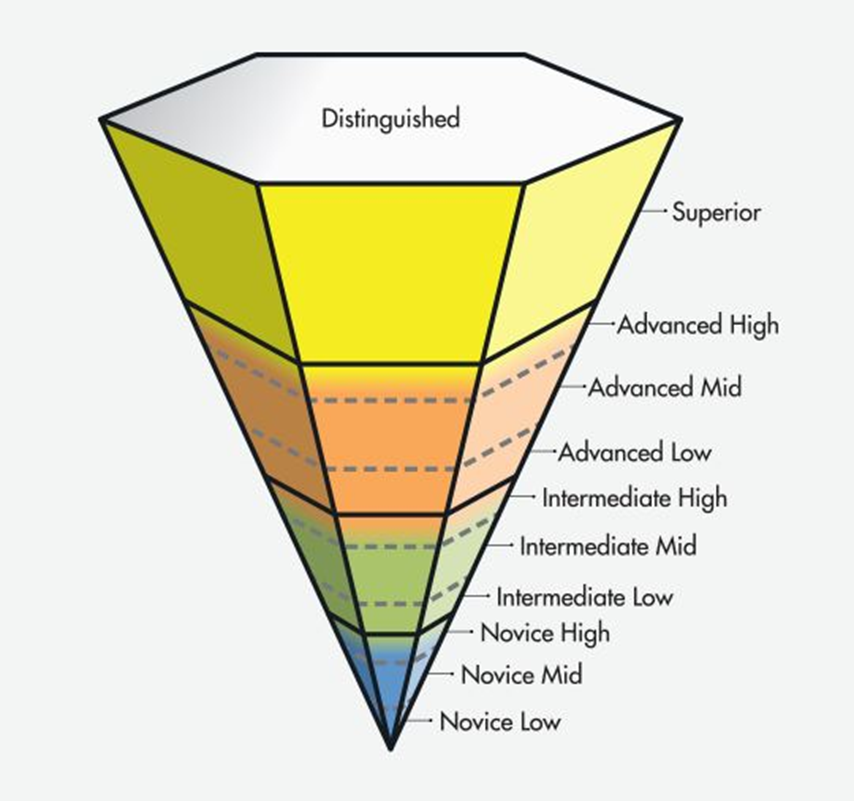 Distinguished
Superior
Advanced High
Advanced Mid
Advanced Low
Intermediate High
Intermediate Mid
Intermediate Low
Novice High
Novice Mid
Novice Low